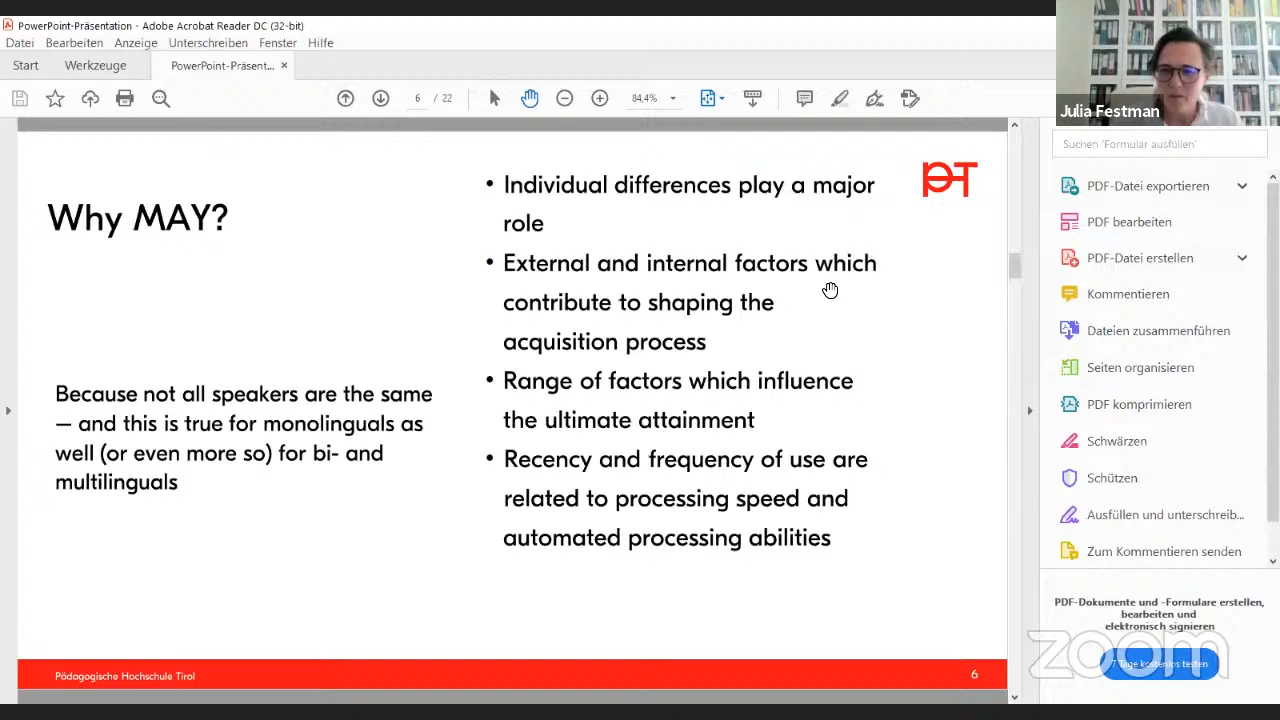 PowerPoint-Präsentation - Adobe Acrobat Reader DC (32-bit)
Datei Bearbeiten Anzeige Unterschreiben Fenster Hilfe
Start Werkzeuge PowerPoint-Präsent... ×
6 / 22 84,4%
Julia Festman
Suchen 'Formular ausfüllen'
Why MAY?
Because not all speakers are the same
– and this is true for monolinguals as
well (or even more so) for bi- and
multilinguals
• Individual differences play a major
role
• External and internal factors which
contribute to shaping the
acquisition process
• Range of factors which influence
the ultimate attainment
• Recency and frequency of use are
related to processing speed and
automated processing abilities
Pädagogische Hochschule Tirol
6
PDF-Datei exportieren
PDF bearbeiten
PDF-Datei erstellen
Kommentieren
Dateien zusammenführen
Seiten organisieren
PDF komprimieren
Schwärzen
Schützen
Ausfüllen und unterschreib...
Zum Kommentieren senden
PDF-Dokumente und -Formulare erstellen,
bearbeiten und
elektronisch signieren
7 Tage kostenlos testen
zoom